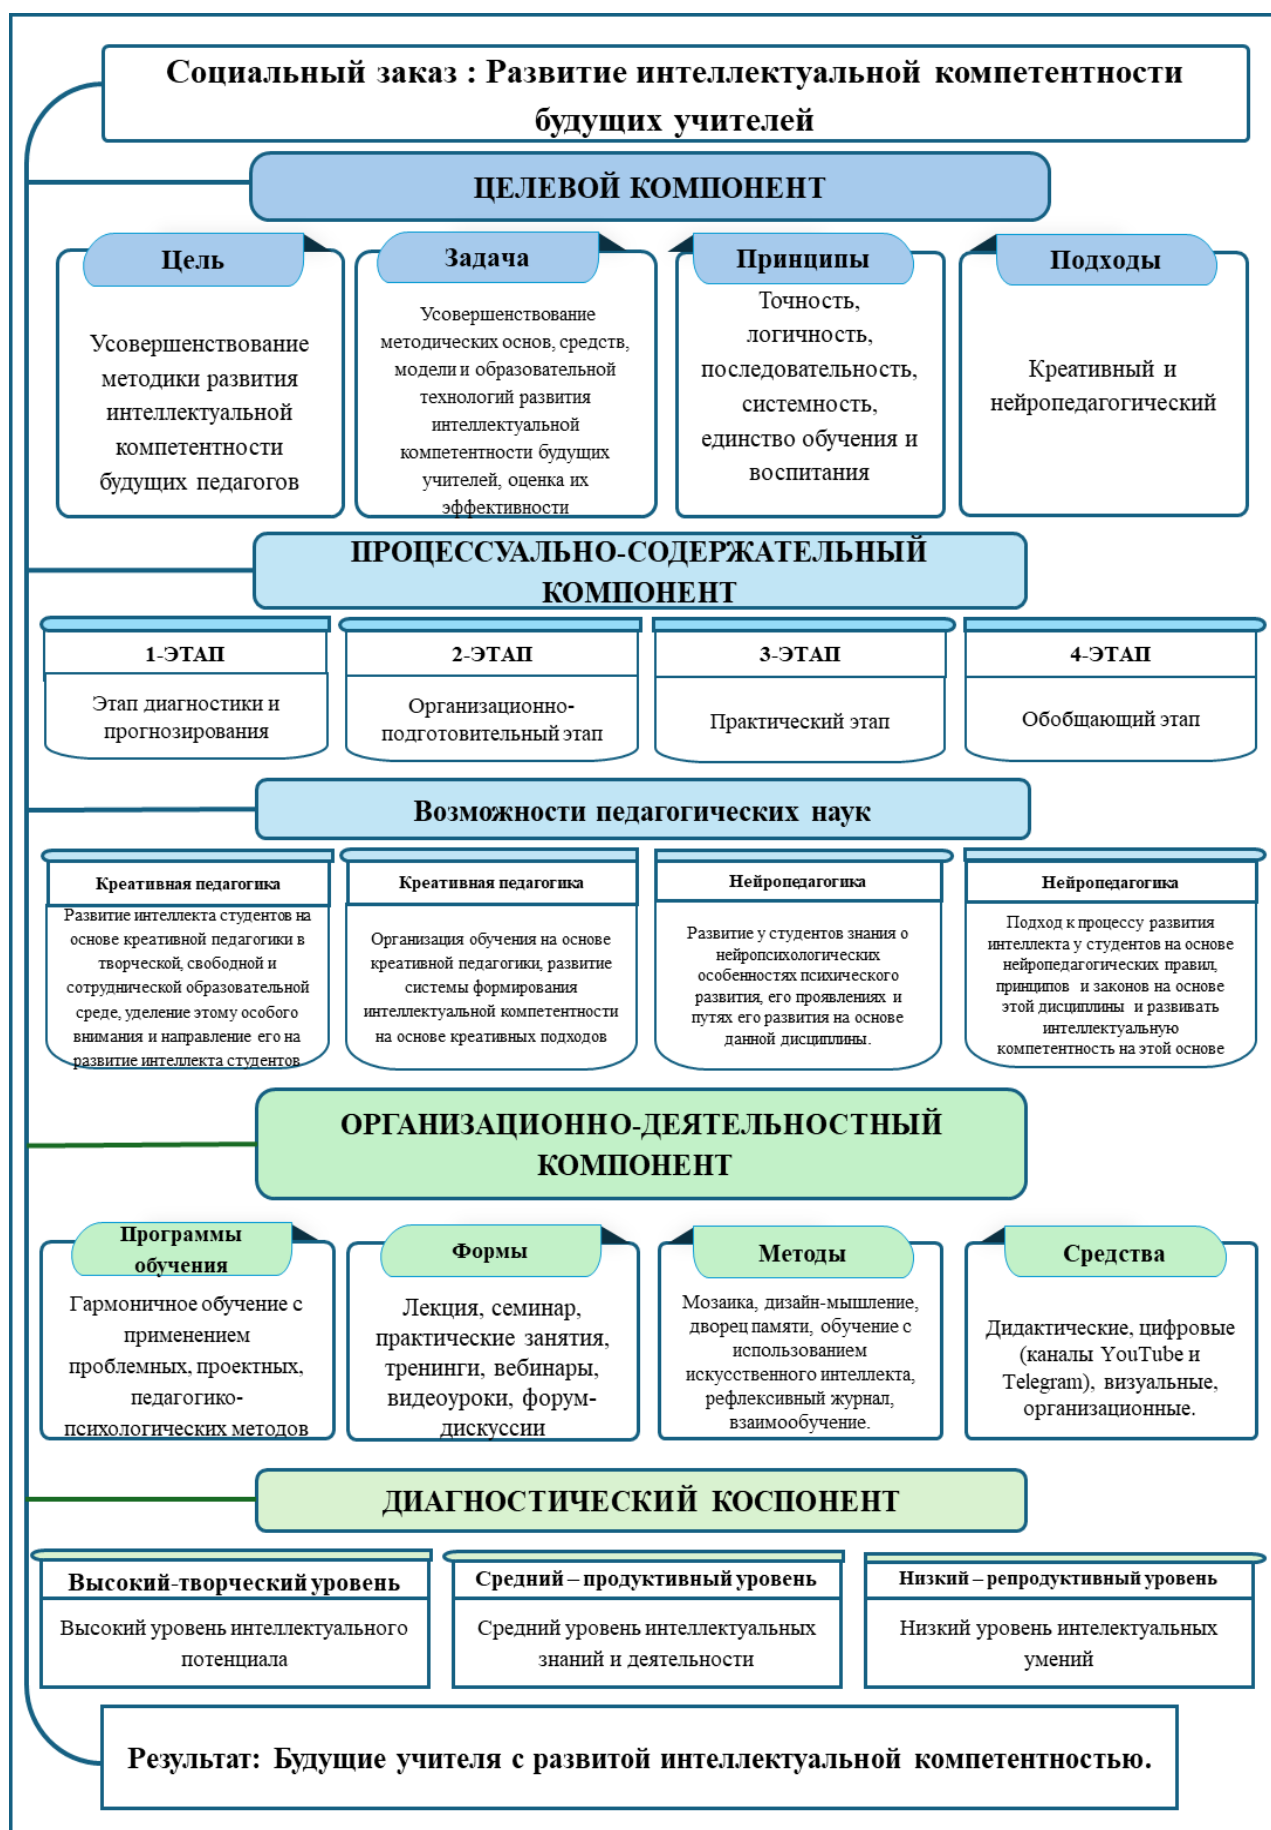 Социальный заказ : Развитие интеллектуальной компетентности
будущих учителей
ЦЕЛЕВОЙ КОМПОНЕНТ
Цель
Усовершенствование
методики развития
интеллектуальной
компетентности
будущих педагогов
Задача
Усовершенствование
методических основ, средств,
модели и образовательной
технологий развития
интеллектуальной
компетентности будущих
учителей, оценка их
эффективности
Принципы
Точность,
логичность,
последовательность,
системность,
единство обучения и
воспитания
Подходы
Креативный и
нейропедагогический
ПРОЦЕССУАЛЬНО-СОДЕРЖАТЕЛЬНЫЙ
КОМПОНЕНТ
1-ЭТАП
Этап диагностики и
прогнозирования
2-ЭТАП
Организационно-
подготовительный этап
3-ЭТАП
Практический этап
4-ЭТАП
Обобщающий этап
Возможности педагогических наук
Креативная педагогика
Развитие интеллекта студентов на
основе креативной педагогики в
творческой, свободной и
сотруднической образовательной
среде, уделение этому особого
внимания и направление его на
развитие интеллекта студентов
Креативная педагогика
Организация обучения на основе
креативной педагогики, развитие
системы формирования
интеллектуальной компетентности
на основе креативных подходов
Нейропедагогика
Развитие у студентов знания о
нейропсихологических
особенностях психического
развития, его проявлениях и
путях его развития на основе
данной дисциплины.
Нейропедагогика
Подход к процессу развития
интеллекта у студентов на основе
нейропедагогических правил,
принципов и законов на основе
этой дисциплины и развивать
интеллектуальную
компетентность на этой основе
ОРГАНИЗАЦИОННО-ДЕЯТЕЛЬНОСТНЫЙ
КОМПОНЕНТ
Программы
обучения
Гармоничное обучение с
применением
проблемных, проектных,
педагогико-
психологических методов
Формы
Лекция, семинар,
практические занятия,
тренинги, вебинары,
видеоуроки, форум-
дискуссии
Методы
Мозаика, дизайн-мышление,
дворец памяти, обучение с
использованием
искусственного интеллекта,
рефлексивный журнал,
взаимообучение.
Средства
Дидактические, цифровые
(каналы YouTube и
Telegram), визуальные,
организационные.
ДИАГНОСТИЧЕСКИЙ КОСПОНЕНТ
Высокий-творческий уровень
Высокий уровень интеллектуального
потенциала
Средний – продуктивный уровень
Средний уровень интеллектуальных
знаний и деятельности
Низкий – репродуктивный уровень
Низкий уровень интелектуальных
умений
Результат: Будущие учителя с развитой интеллектуальной компетентностью.